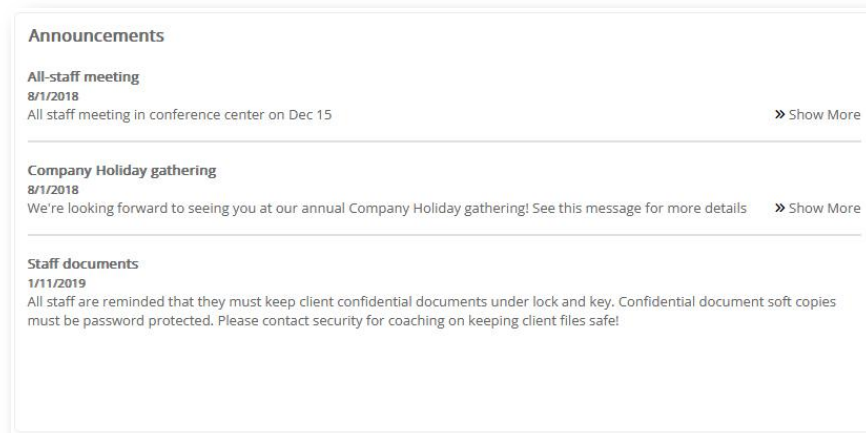 Announcements
All-staff meeting
8/1/2018
All staff meeting in conference center on Dec 15
» Show More
Company Holiday gathering
8/1/2018
We're looking forward to seeing you at our annual Company Holiday gathering! See this message for more details
» Show More
Staff documents
1/11/2019
All staff are reminded that they must keep client confidential documents under lock and key. Confidential document soft copies
must be password protected. Please contact security for coaching on keeping client files safe!